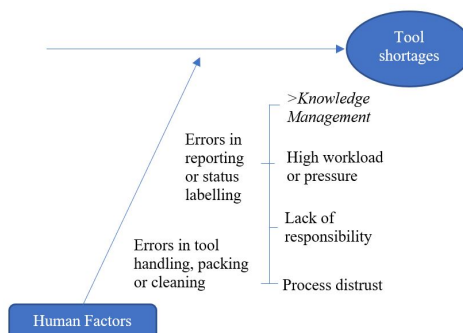 Tool
shortages
>Knowledge
Management
Errors in
reporting
or status
labelling
High workload
or pressure
Lack of
responsibility
Errors in tool
handling, packing
or cleaning
Process distrust
Human Factors